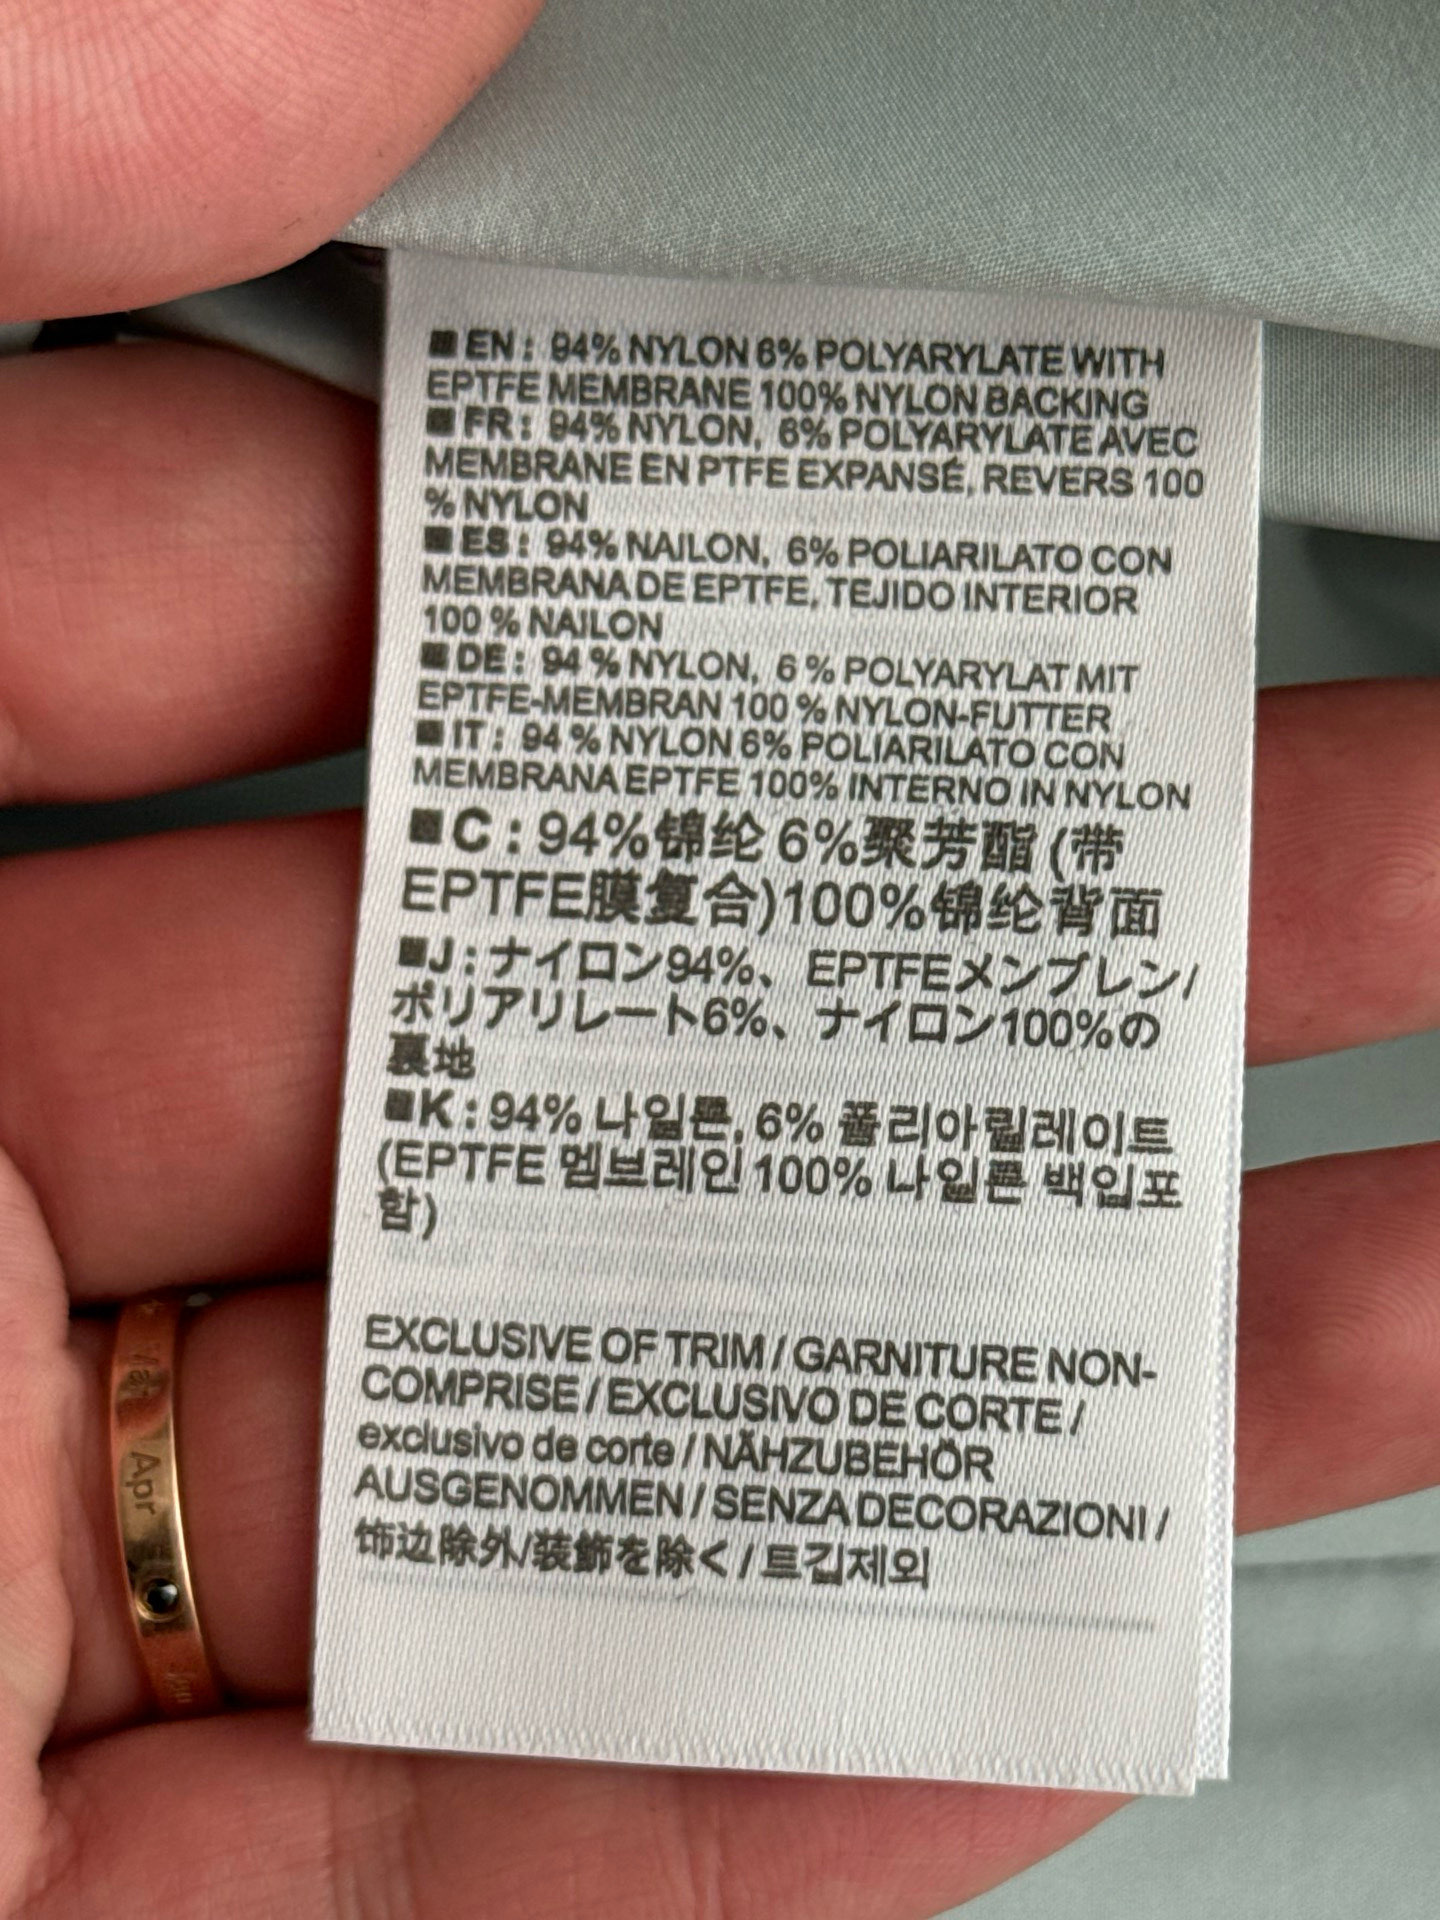 ■ EN : 94% NYLON 6% POLYARYLATE WITH
EPTFE MEMBRANE 100% NYLON BACKING
■ FR : 94% NYLON, 6% POLYARYLATE AVEC
MEMBRANE EN PTFE EXPANSÉ, REVERS 100
% NYLON
■ ES : 94% NAILON, 6% POLIARILATO CON
MEMBRANA DE EPTFE, TEJIDO INTERIOR
100 % NAILON
■ DE : 94 % NYLON, 6 % POLYARYLAT MIT
EPTFE-MEMBRAN 100 % NYLON-FUTTER
■ IT : 94 % NYLON 6% POLIARILATO CON
MEMBRANA EPTFE 100% INTERNO IN NYLON
■ C : 94%锦纶 6%聚芳酯 (带
EPTFE膜复合)100%锦纶背面
■J : ナイロン94%、EPTFEメンブレン/
ポリアリレート6%、ナイロン100%の
裏地
■K : 94% 나일론, 6% 폴리아릴레이트
(EPTFE 멤브레인 100% 나일론 백입포
함)
EXCLUSIVE OF TRIM / GARNITURE NON-
COMPRISE / EXCLUSIVO DE CORTE /
exclusivo de corte / NÄHZUBEHÖR
AUSGENOMMEN / SENZA DECORAZIONI /
饰边除外/装飾を除く / 트림제외
Mar
Apr